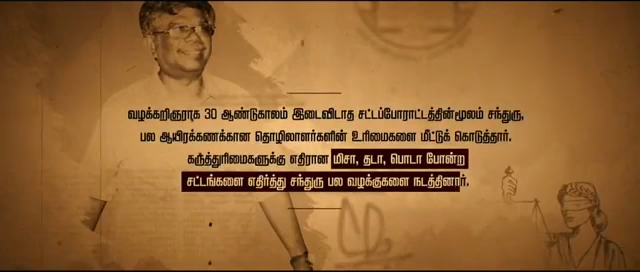 வழக்கறிஞராக 30 ஆண்டுகாலம் இடைவிடாத சட்டப்போராட்டத்தின்மூலம் சந்துரு,
பல ஆயிரக்கணக்கான தொழிலாளர்களின் உரிமைகளை மீட்டுக் கொடுத்தார்.
கருத்துரிமைகளுக்கு எதிரான மிசா, தடா, பொடா போன்ற
சட்டங்களை எதிர்த்து சந்துரு பல வழக்குகளை நடத்தினார்.